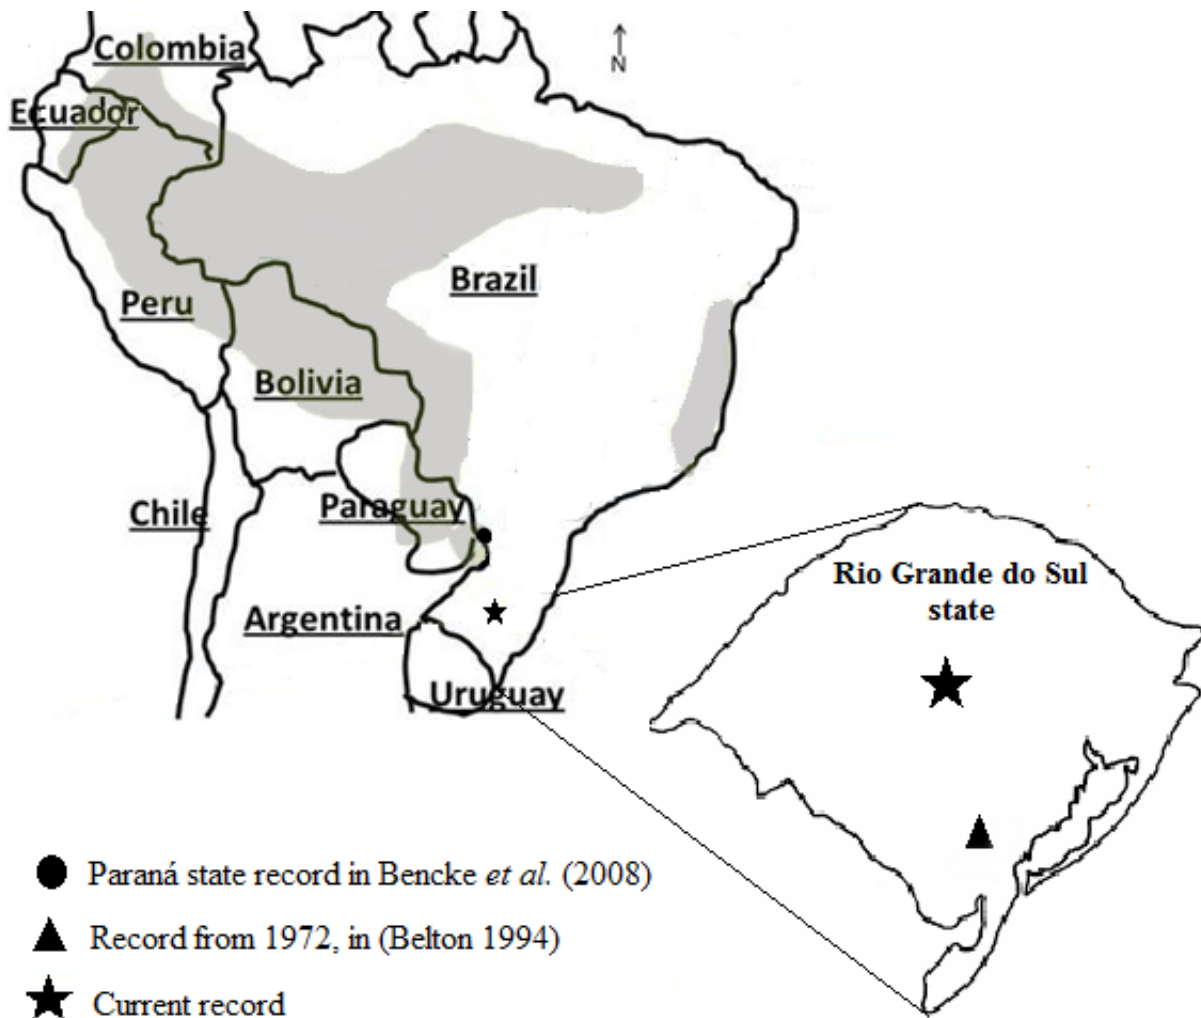 Colombia
N
Ecuador
Brazil
Peru
Bolivia
Chile
Paraguay
Rio Grande do Sul
state
Argentina
Uruguay
Paraná state record in Bencke et al. (2008)
Record from 1972, in (Belton 1994)
Current record